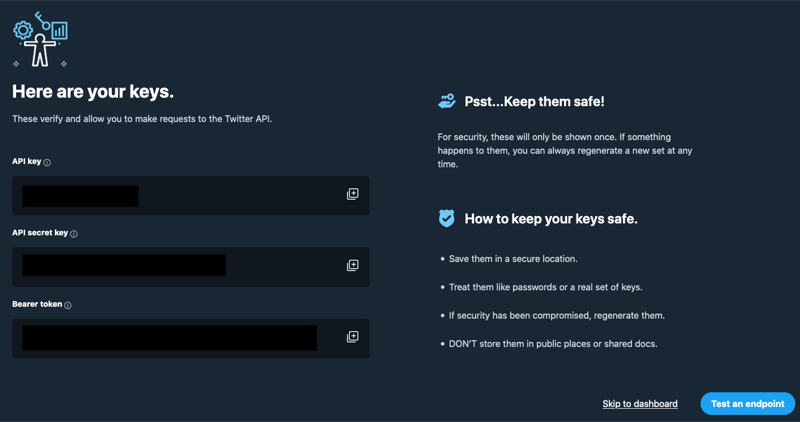 Here are your keys.
These verify and allow you to make requests to the Twitter API.
API key
API secret key
Bearer token
Psst...Keep them safe!
For security, these will only be shown once. If something
happens to them, you can always regenerate a new set at any
time.
How to keep your keys safe.
• Save them in a secure location.
• Treat them like passwords or a real set of keys.
• If security has been compromised, regenerate them.
• DON'T store them in public places or shared docs.
Skip to dashboard
Test an endpoint